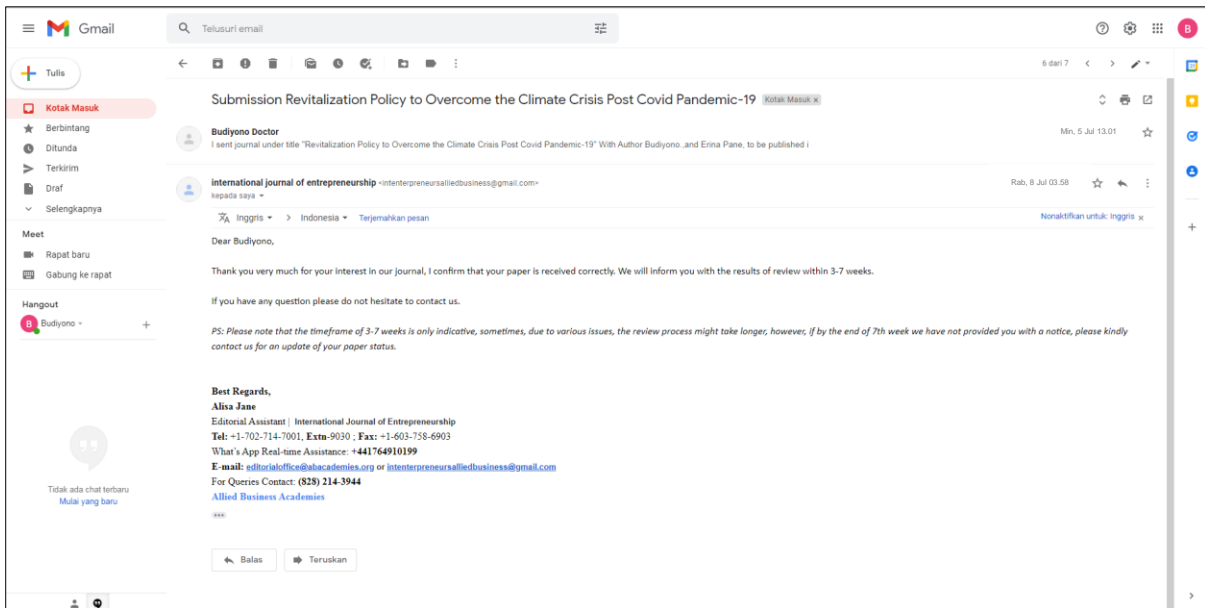 Gmail
Telusuri email
B
Tulis
6 dari 7
Kotak Masuk
Berbintang
Ditunda
Terkirim
Draf
Selengkapnya
Meet
Rapat baru
Gabung ke rapat
Hangout
B Budiyono
Tidak ada chat terbaru
Mulai yang baru
Submission Revitalization Policy to Overcome the Climate Crisis Post Covid Pandemic-19 Kotak Masuk x
Budiyono Doctor Min, 5 Jul 13.01
I sent journal under title "Revitalization Policy to Overcome the Climate Crisis Post Covid Pandemic-19" With Author Budiyono.,and Erina Pane, to be published i
international journal of entrepreneurship <intenterpreneursalliedbusiness@gmail.com> Rab, 8 Jul 03.58
kepada saya
Inggris > Indonesia Terjemahkan pesan Nonaktifkan untuk: Inggris x
Dear Budiyono,
Thank you very much for your interest in our journal, I confirm that your paper is received correctly. We will inform you with the results of review within 3-7 weeks.
If you have any question please do not hesitate to contact us.
PS: Please note that the timeframe of 3-7 weeks is only indicative, sometimes, due to various issues, the review process might take longer, however, if by the end of 7th week we have not provided you with a notice, please kindly
contact us for an update of your paper status.
Best Regards,
Alisa Jane
Editorial Assistant | International Journal of Entrepreneurship
Tel: +1-702-714-7001, Extn-9030 ; Fax: +1-603-758-6903
What's App Real-time Assistance: +441764910199
E-mail: editorialoffice@abacademies.org or intenterpreneursalliedbusiness@gmail.com
For Queries Contact: (828) 214-3944
Allied Business Academies
Balas
Teruskan